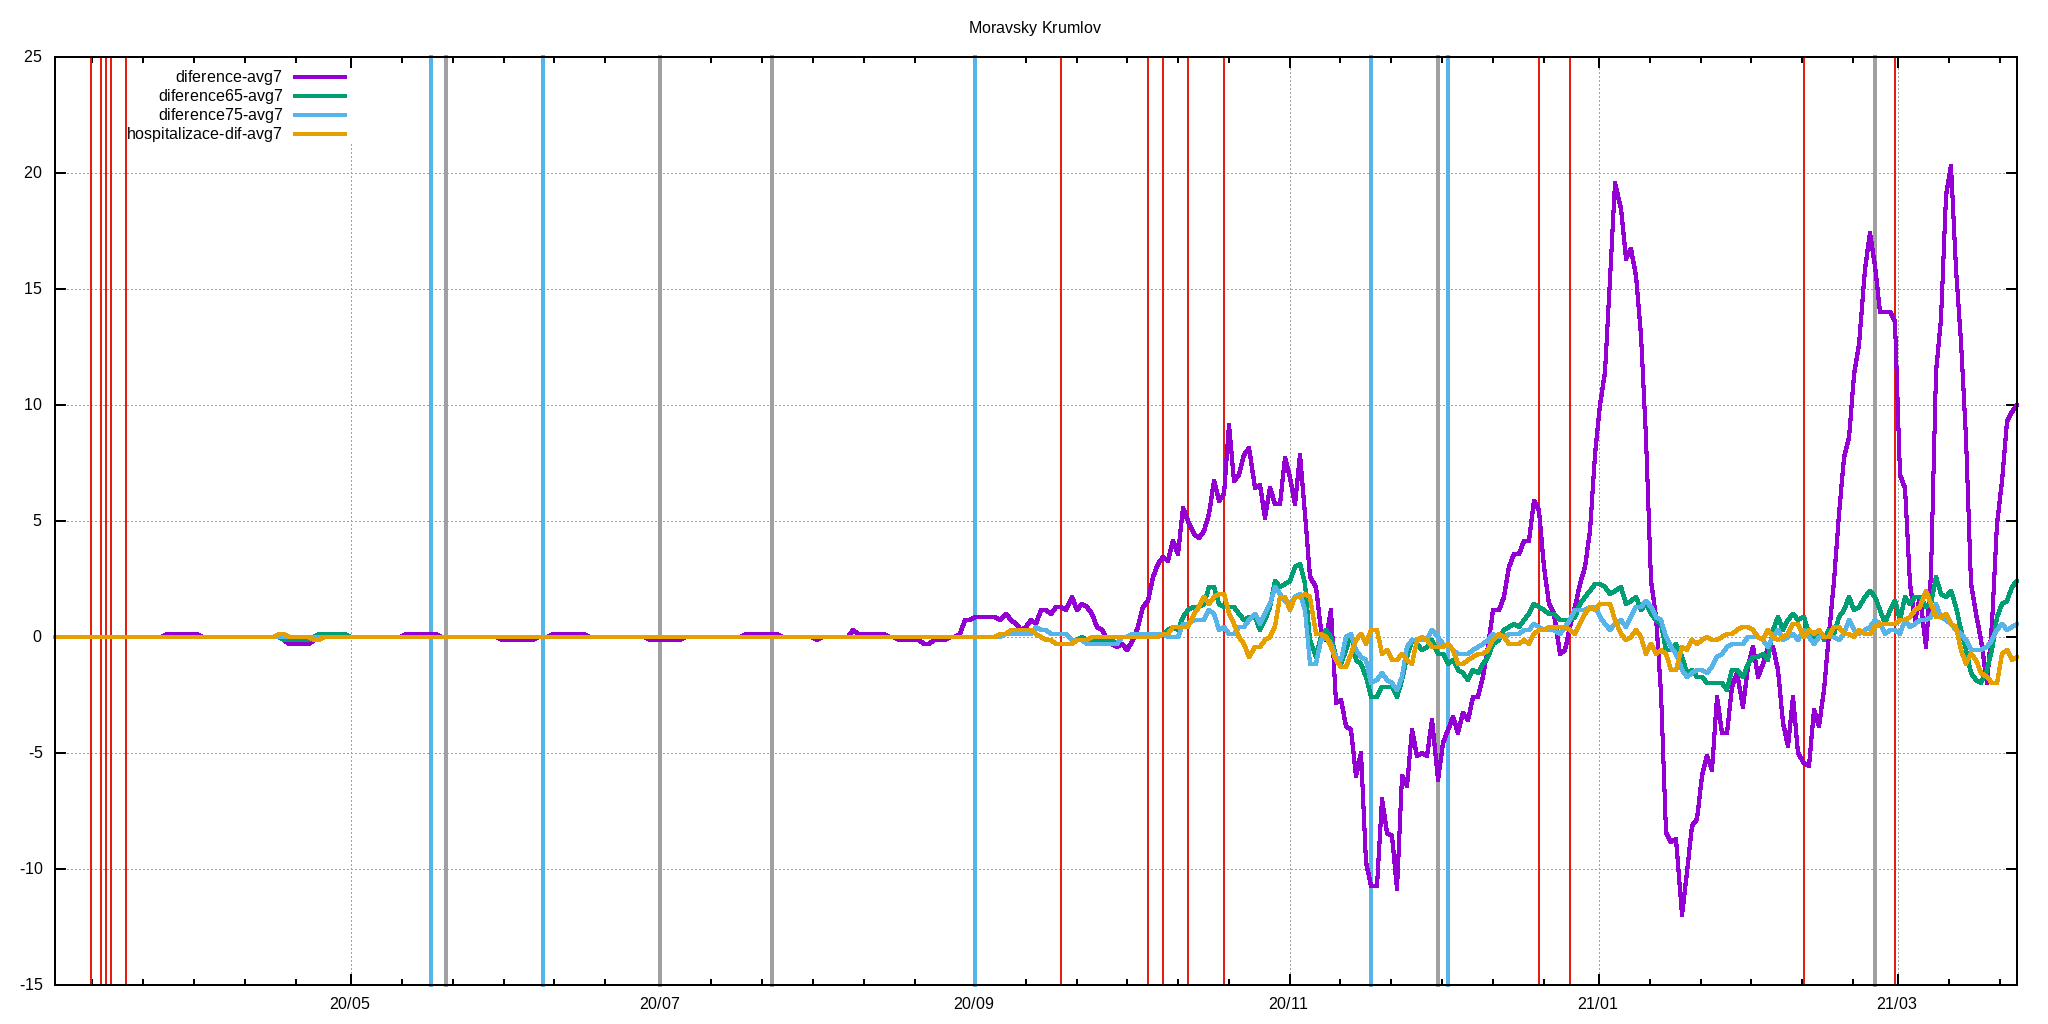 Moravsky Krumlov
25
20
15
10
5
0
-5
-10
-15
diference-avg7
diference65-avg7
diference75-avg7
hospitalizace-dif-avg7
20/05 20/07 20/09 20/11 21/01 21/03